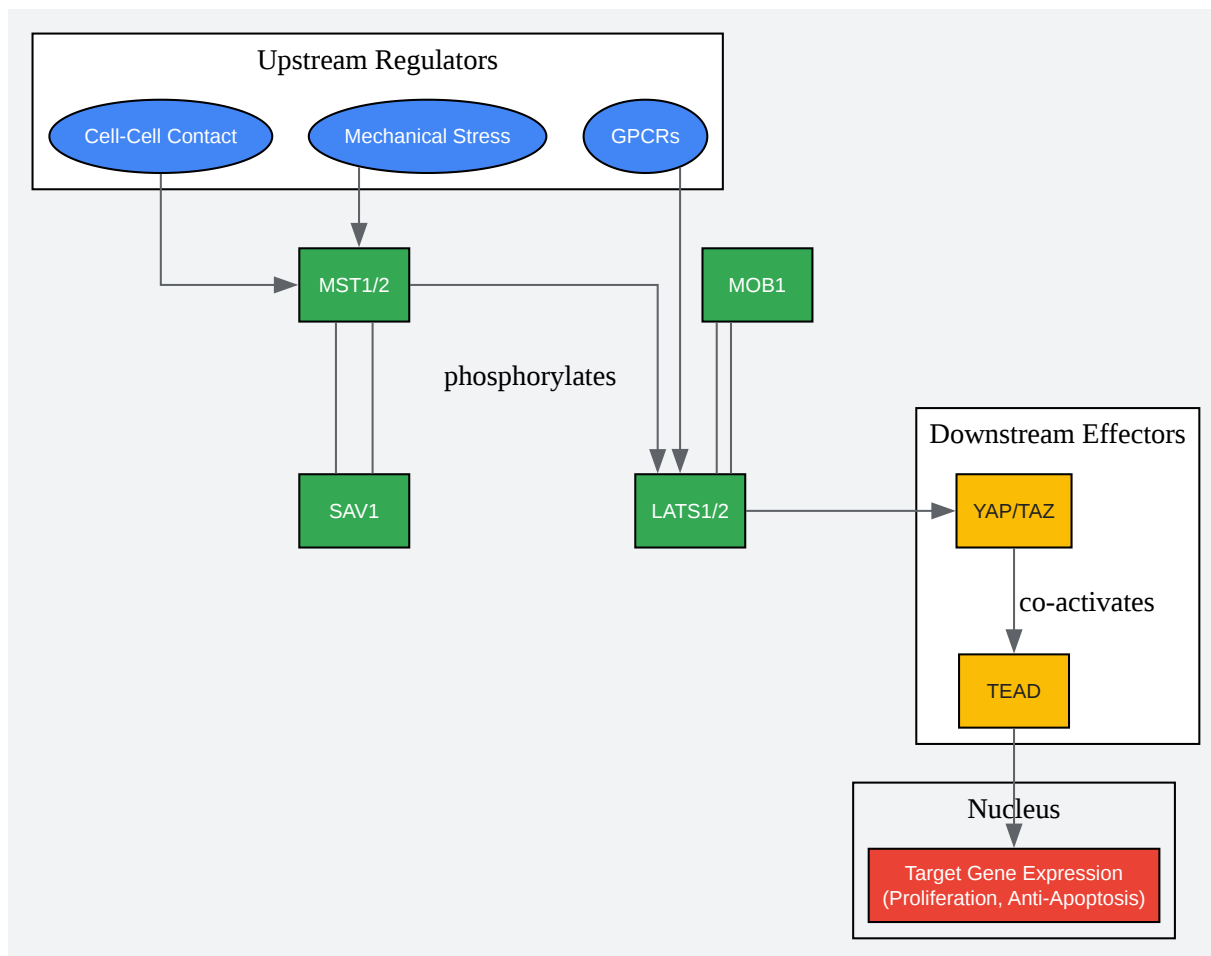 Upstream Regulators
Cell-Cell Contact
Mechanical Stress
GPCRs
MST1/2
MOB1
phosphorylates
SAV1
LATS1/2
Downstream Effectors
YAP/TAZ
co-activates
TEAD
Nucleus
Target Gene Expression
(Proliferation, Anti-Apoptosis)